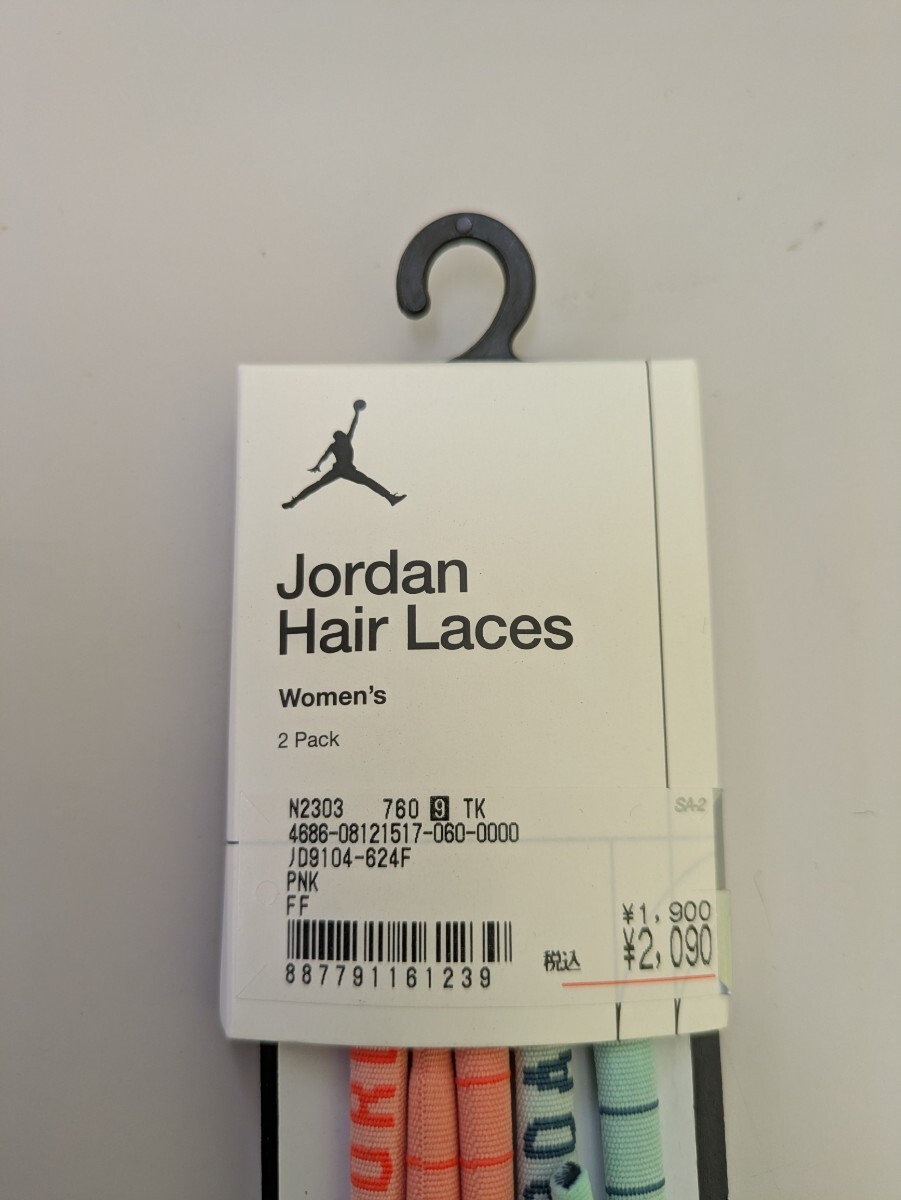 Jordan
Hair Laces
Women's
2 Pack
N2303 760 9 TK
SA-2
4686-08121517-060-0000
JD9104-624F
PNK
FF
¥1,900
税込 ¥2,090
887791161239